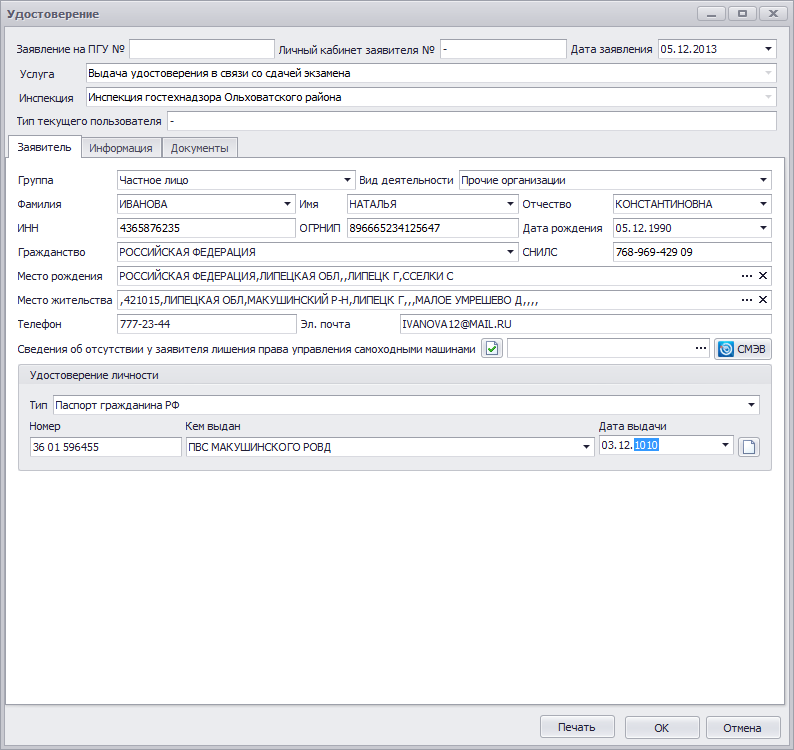 Удостоверение
Заявление на ПГУ № Личный кабинет заявителя № - Дата заявления 05.12.2013
Услуга Выдача удостоверения в связи со сдачей экзамена
Инспекция Инспекция гостехнадзора Ольховатского района
Тип текущего пользователя -
Заявитель Информация Документы
Группа Частное лицо Вид деятельности Прочие организации
Фамилия ИВАНОВА Имя НАТАЛЬЯ Отчество КОНСТАНТИНОВНА
ИНН 4365876235 ОГРНИП 896665234125647 Дата рождения 05.12.1990
Гражданство РОССИЙСКАЯ ФЕДЕРАЦИЯ СНИЛС 768-969-429 09
Место рождения РОССИЙСКАЯ ФЕДЕРАЦИЯ,ЛИПЕЦКАЯ ОБЛ,,ЛИПЕЦК Г,ССЕЛКИ С ...
Место жительства ,421015,ЛИПЕЦКАЯ ОБЛ,МАКУШИНСКИЙ Р-Н,ЛИПЕЦК Г,,,МАЛОЕ УМРЕШЕВО Д,,,, ...
Телефон 777-23-44 Эл. почта IVANOVA12@MAIL.RU
Сведения об отсутствии у заявителя лишения права управления самоходными машинами ... СМЭВ
Удостоверение личности
Тип Паспорт гражданина РФ
Номер Кем выдан Дата выдачи
36 01 596455 ПВС МАКУШИНСКОГО РОВД 03.12.1010
Печать ОК Отмена